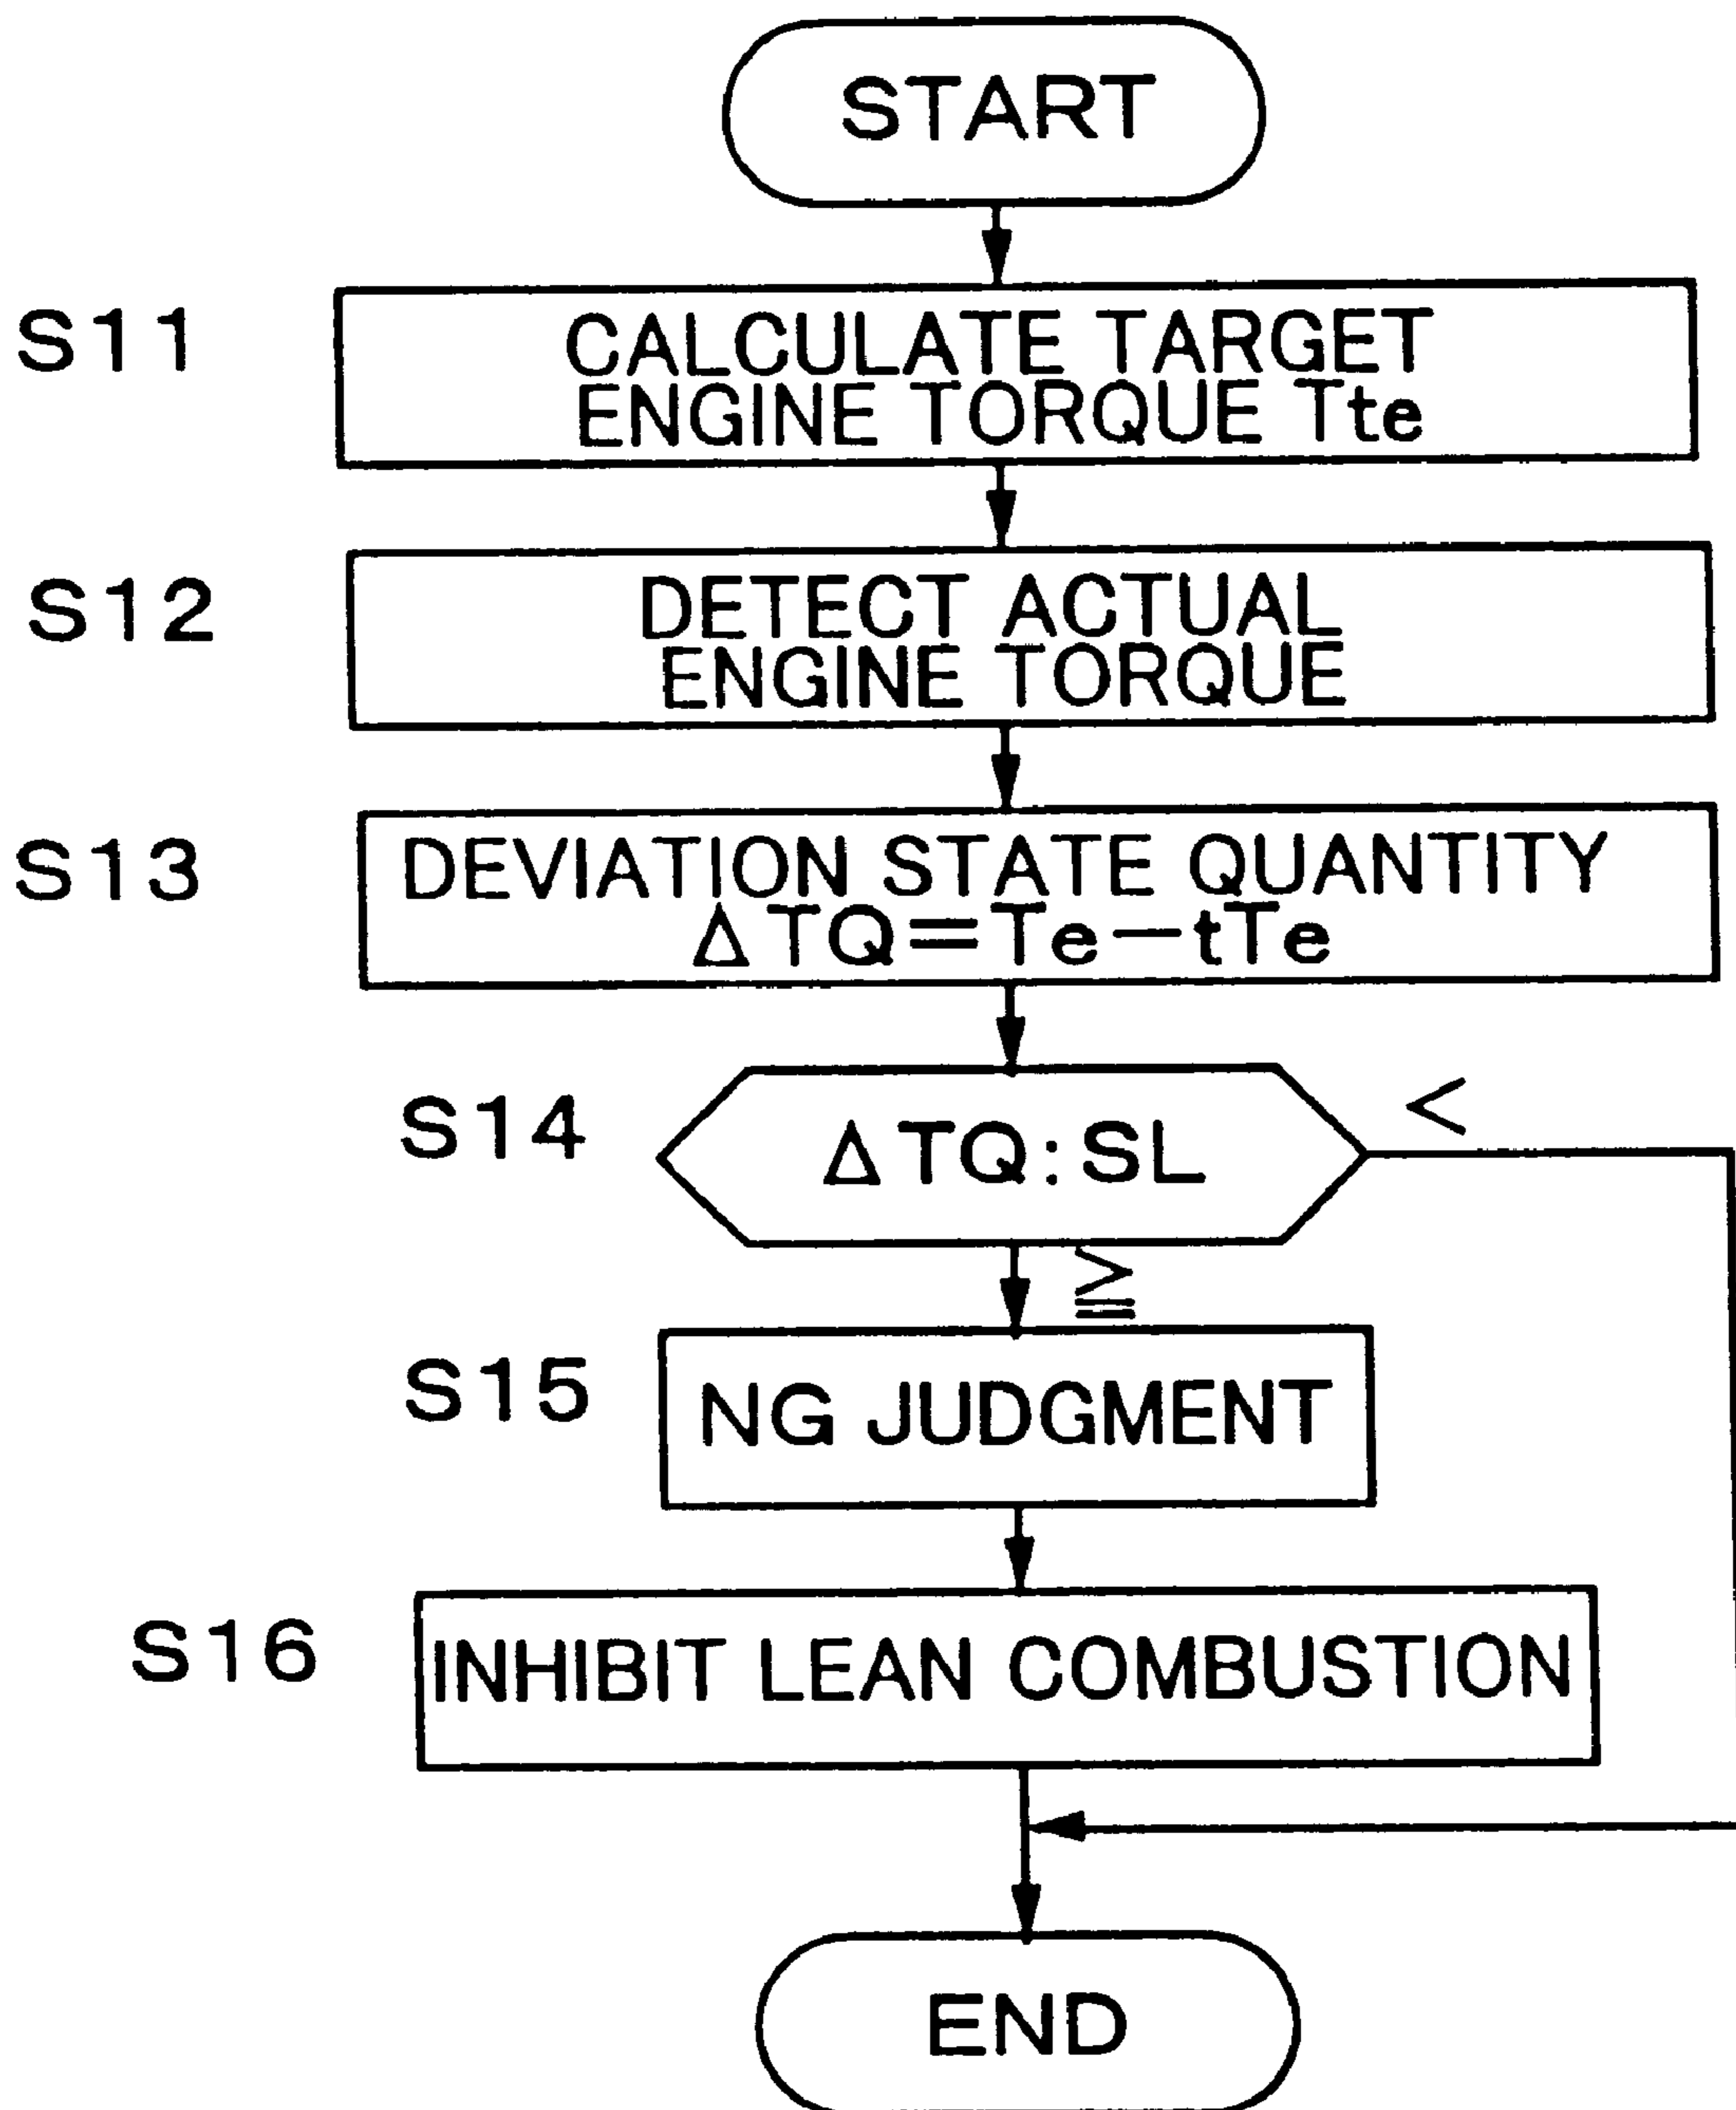 START
S11
CALCULATE TARGET
ENGINE TORQUE Tte
S12
DETECT ACTUAL
ENGINE TORQUE
S13
DEVIATION STATE QUANTITY
ΔTQ=Te−tTe
S14
ΔTQ:SL
<
≧
S15
NG JUDGMENT
S16
INHIBIT LEAN COMBUSTION
END